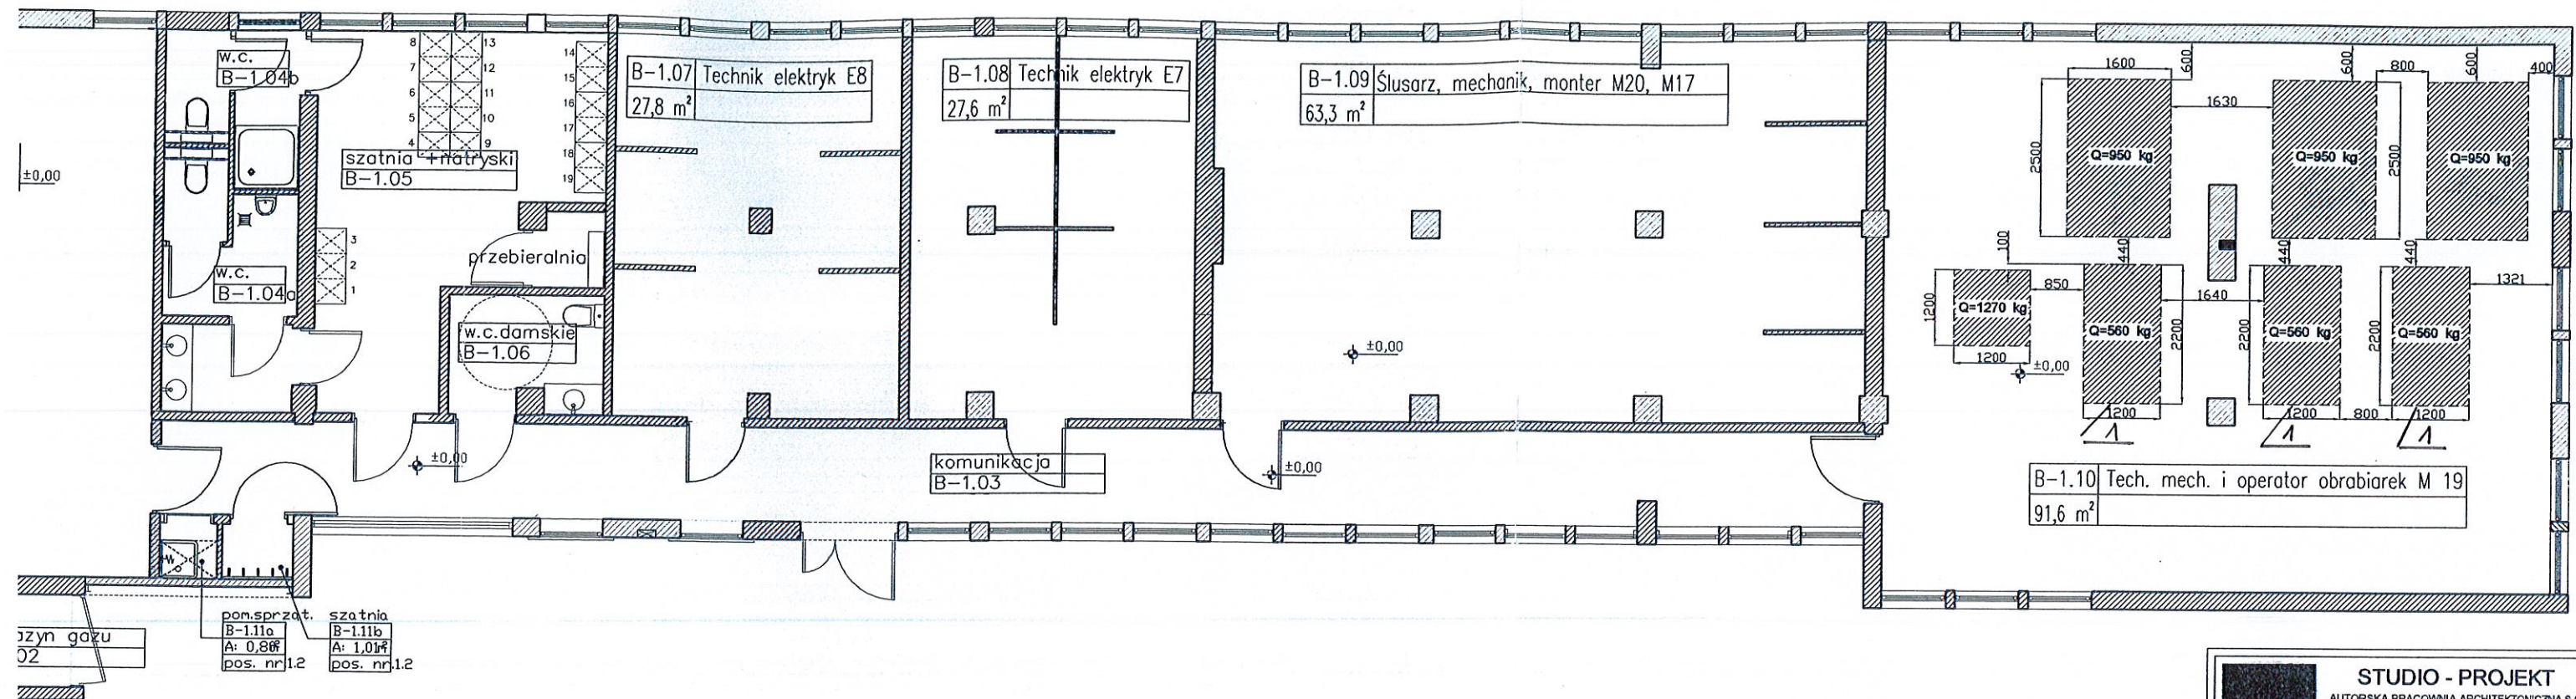 w.c.
B-1.04b
±0,00
8
7
6
5
4
13
12
11
10
9
14
15
16
17
18
19
szatnia +natryski
B-1.05
3
2
1
w.c.
B-1.04a
przebieralnia
w.c.damskie
B-1.06
B-1.07 Technik elektryk E8
27,8 m²
B-1.08 Technik elektryk E7
27,6 m²
B-1.09 Ślusarz, mechanik, monter M20, M17
63,3 m²
±0,00
±0,00
komunikacja
B-1.03
±0,00
1600
600
1630
600
800
600
400
2500
Q=950 kg
Q=950 kg
2500
Q=950 kg
100
440
440
440
1200
Q=1270 kg
850
1200
±0,00
Q=560 kg
2200
1640
2200
Q=560 kg
2200
Q=560 kg
1321
1200
1200
800
1200
1
1
1
B-1.10 Tech. mech. i operator obrabiarek M 19
91,6 m²
pom.sprząt.
B-1.11a
A: 0,8
pos. nr 1.2
szatnia
B-1.11b
A: 1,01
pos. nr 1.2
azyn gazu
02
STUDIO - PROJEKT
AUTORSKA PRACOWNIA ARCHITEKTONICZNA